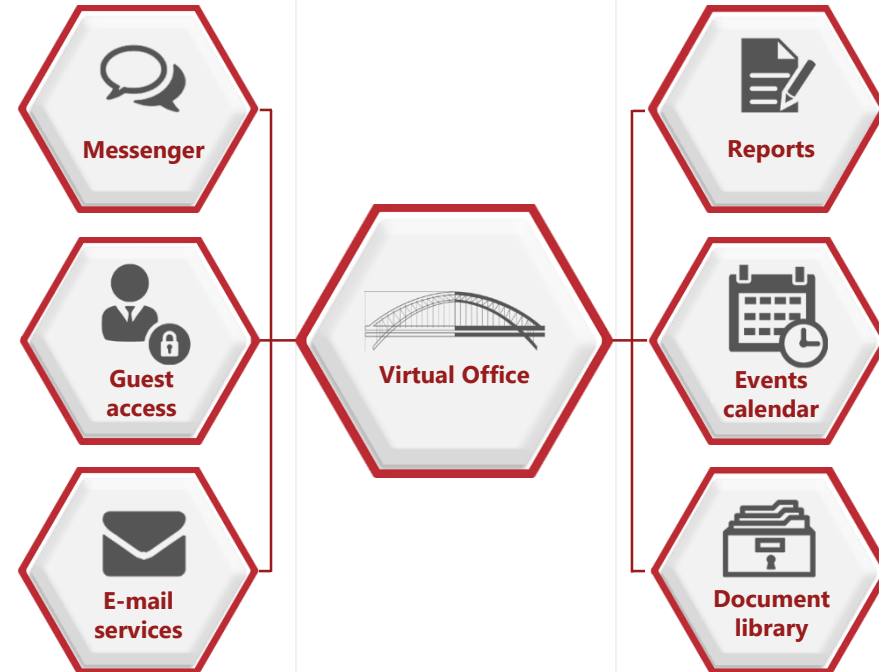 Messenger
Guest
access
E-mail
services
Virtual Office
Reports
Events
calendar
Document
library